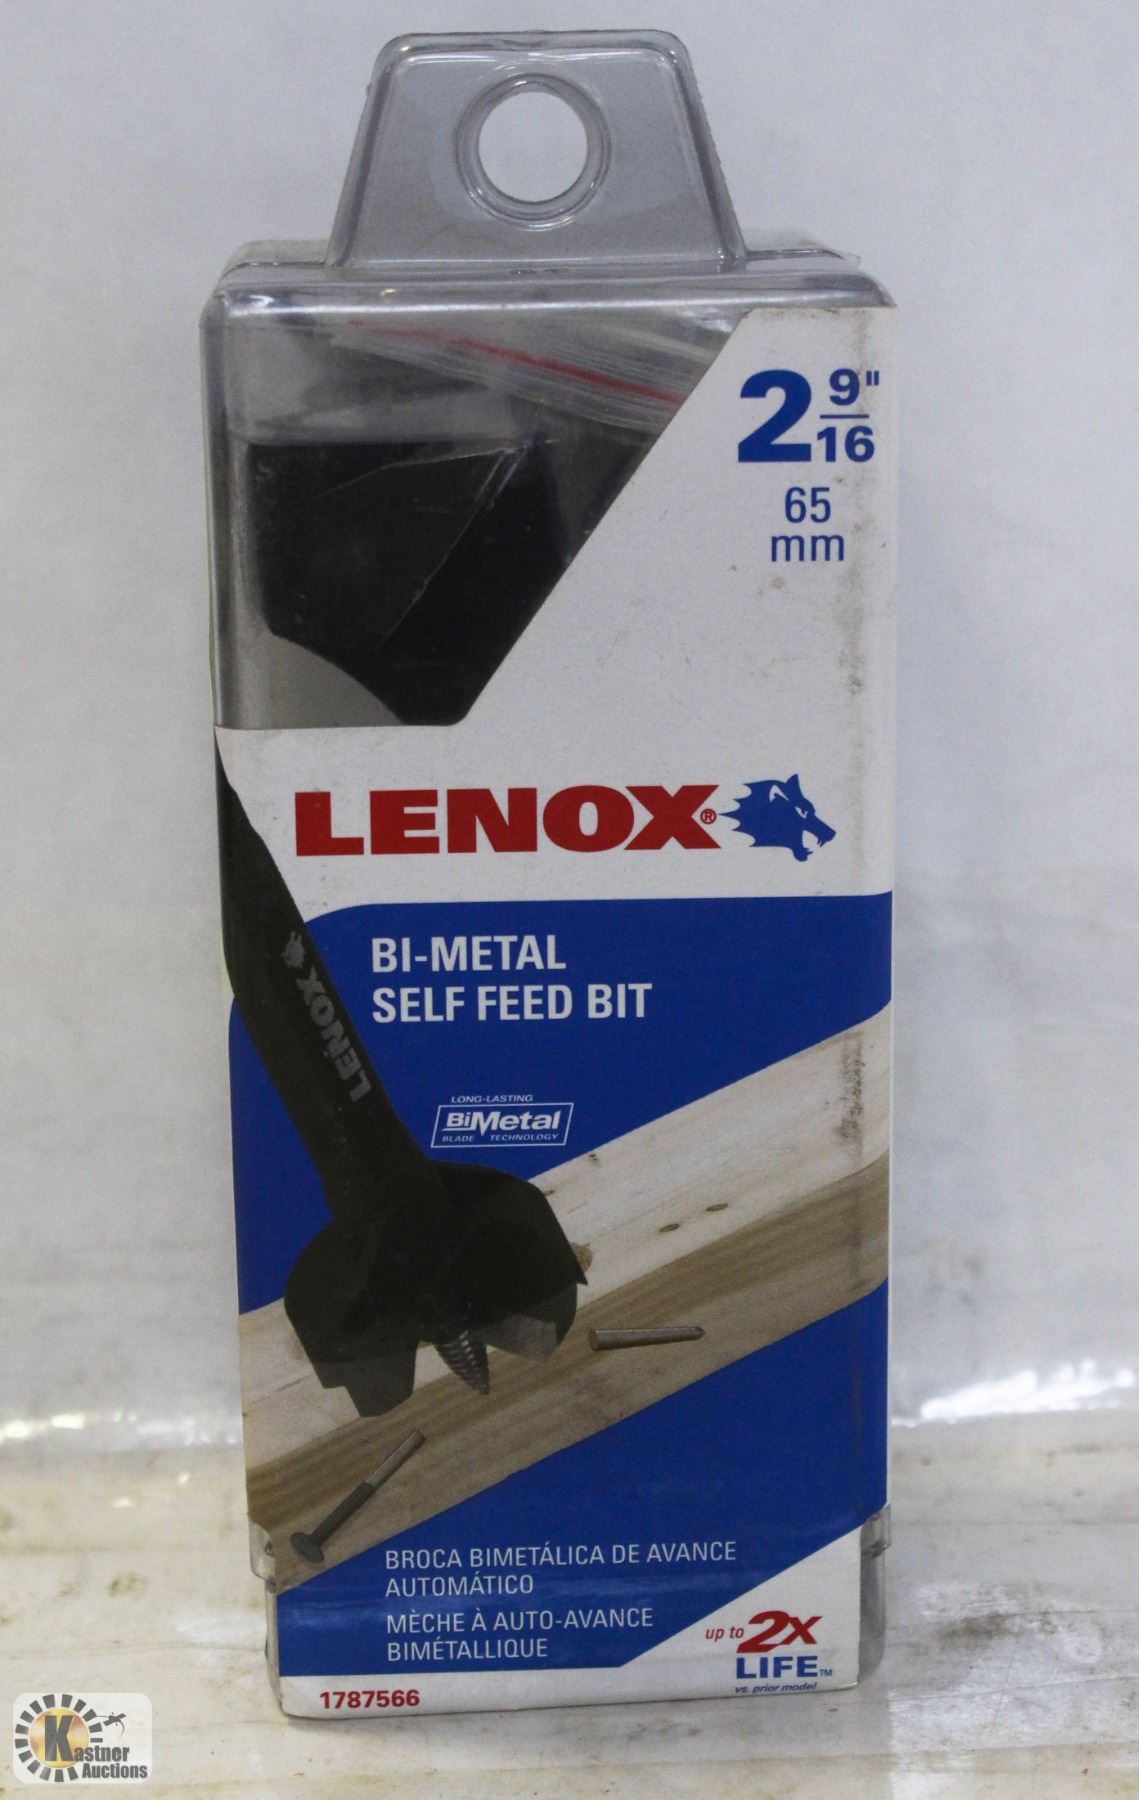 2 9/16"
65
mm
LENOX®
BI-METAL
SELF FEED BIT
LENOX
LONG-LASTING
BiMetal
BLADE TECHNOLOGY
BROCA BIMETÁLICA DE AVANCE
AUTOMÁTICO
MÈCHE À AUTO-AVANCE
BIMÉTALLIQUE
up to 2X
LIFE™
vs. prior model
1787566
Kastner
Auctions